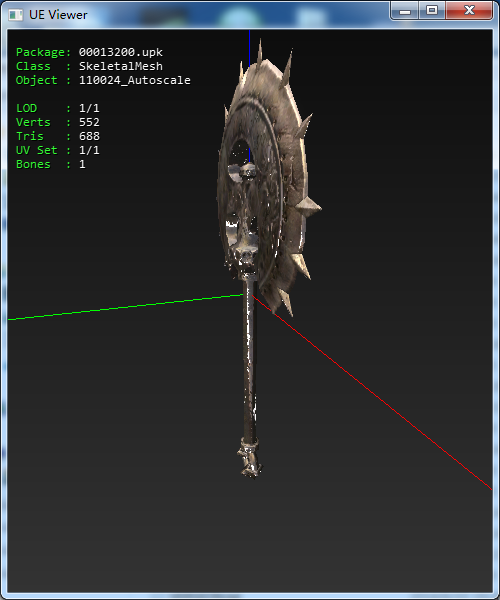 UE Viewer
Package: 00013200.upk
Class : SkeletalMesh
Object : 110024_Autoscale
LOD : 1/1
Verts : 552
Tris : 688
UV Set : 1/1
Bones : 1